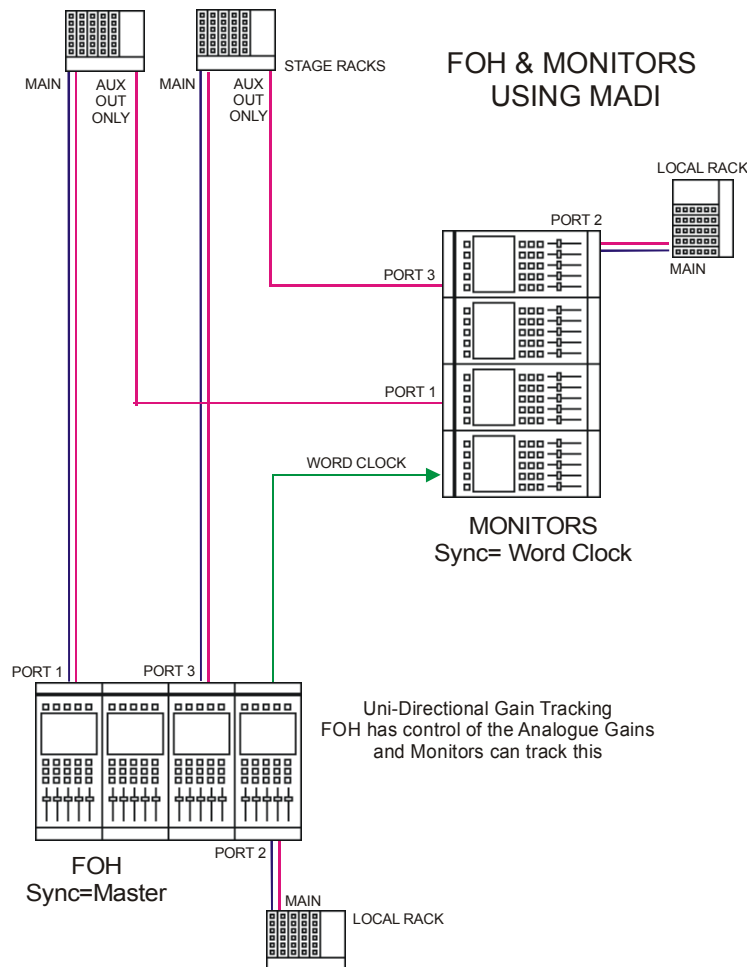 FOH & MONITORS
USING MADI
STAGE RACKS
MAIN
AUX
OUT
ONLY
MAIN
AUX
OUT
ONLY
LOCAL RACK
PORT 2
MAIN
PORT 3
PORT 1
WORD CLOCK
MONITORS
Sync= Word Clock
PORT 1
PORT 3
Uni-Directional Gain Tracking
FOH has control of the Analogue Gains
and Monitors can track this
PORT 2
FOH
Sync=Master
MAIN
LOCAL RACK